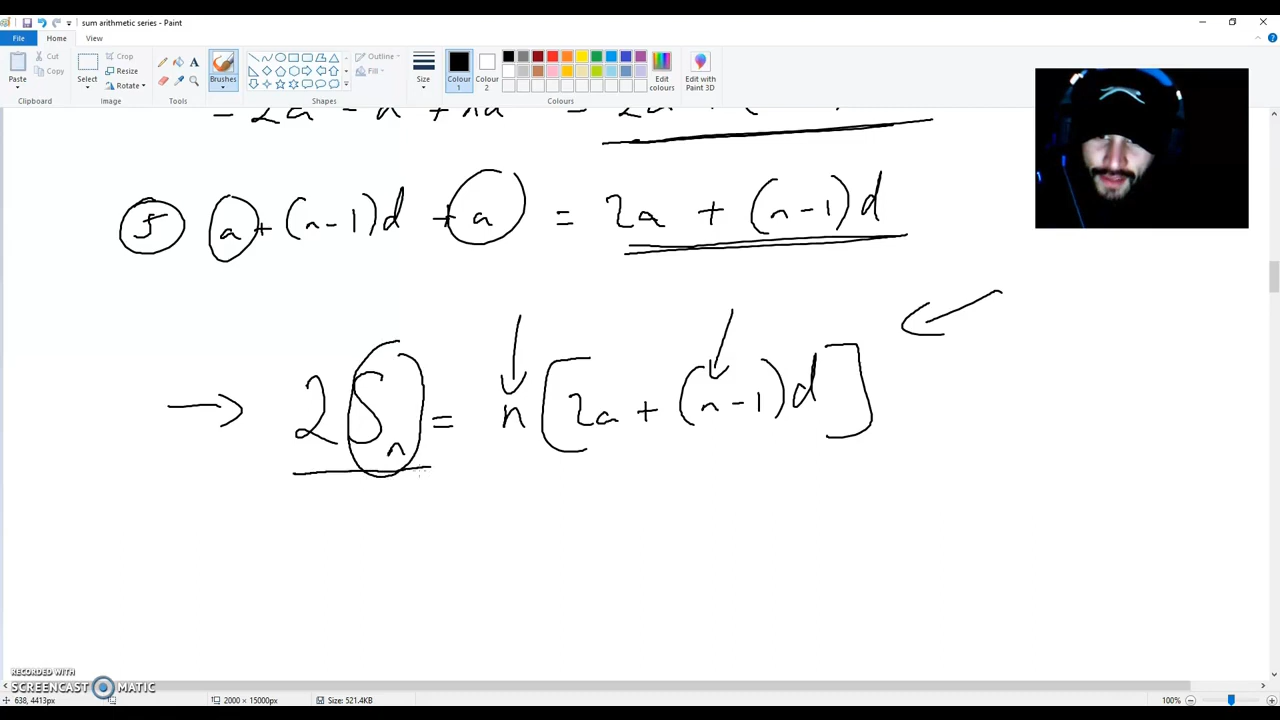 sum arithmetic series - Paint
File Home View
Paste Cut Copy Select Crop Resize Rotate Brushes Outline Fill Size Colour 1 Colour 2 Edit colours Edit with Paint 3D
Clipboard Image Tools Shapes Colours
5 a + (n-1)d + a = 2a + (n-1)d
→ 2Sn = n[2a + (n-1)d]
RECORDED WITH
SCREENCAST MATIC
638, 4413px 2000 × 15000px Size: 521.4KB 100%